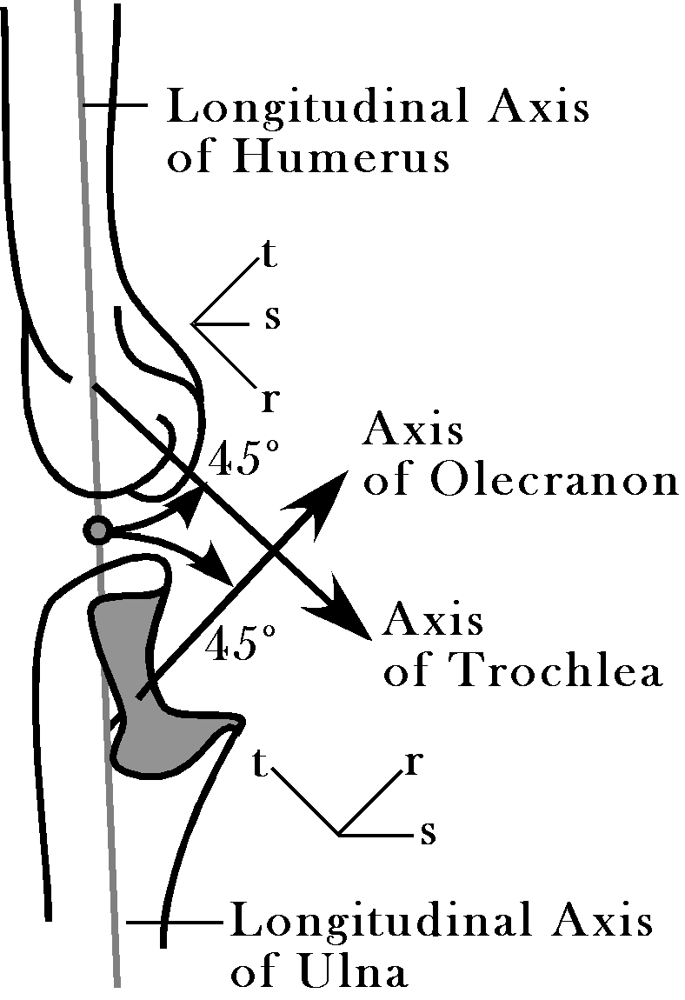 Longitudinal Axis
of Humerus
t
s
r
45°
Axis
of Olecranon
Axis
of Trochlea
45°
t
r
s
Longitudinal Axis
of Ulna